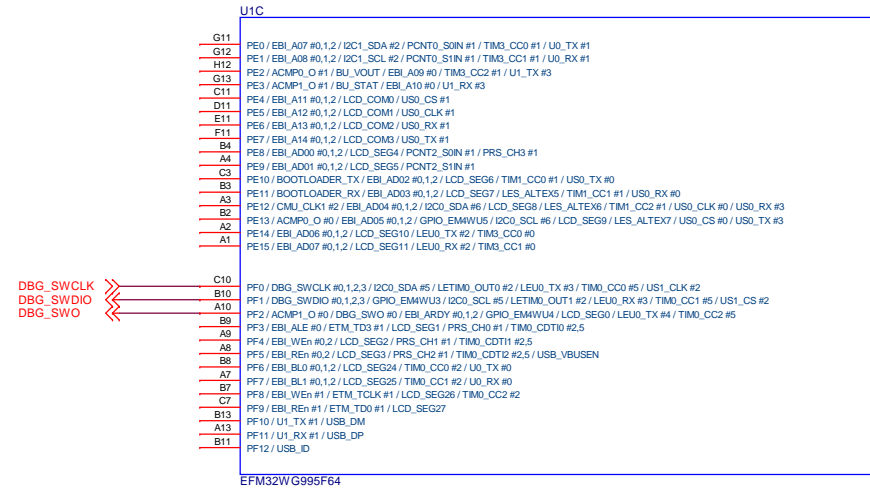 U1C
G11 PE0 / EBI_A07 #0,1,2 / I2C1_SDA #2 / PCNT0_S0IN #1 / TIM3_CC0 #1 / U0_TX #1
G12 PE1 / EBI_A08 #0,1,2 / I2C1_SCL #2 / PCNT0_S1IN #1 / TIM3_CC1 #1 / U0_RX #1
H12 PE2 / ACMP0_O #1 / BU_VOUT / EBI_A09 #0 / TIM3_CC2 #1 / U1_TX #3
G13 PE3 / ACMP1_O #1 / BU_STAT / EBI_A10 #0 / U1_RX #3
C11 PE4 / EBI_A11 #0,1,2 / LCD_COM0 / US0_CS #1
D11 PE5 / EBI_A12 #0,1,2 / LCD_COM1 / US0_CLK #1
E11 PE6 / EBI_A13 #0,1,2 / LCD_COM2 / US0_RX #1
F11 PE7 / EBI_A14 #0,1,2 / LCD_COM3 / US0_TX #1
B4 PE8 / EBI_AD00 #0,1,2 / LCD_SEG4 / PCNT2_S0IN #1 / PRS_CH3 #1
A4 PE9 / EBI_AD01 #0,1,2 / LCD_SEG5 / PCNT2_S1IN #1
C3 PE10 / BOOTLOADER_TX / EBI_AD02 #0,1,2 / LCD_SEG6 / TIM1_CC0 #1 / US0_TX #0
B3 PE11 / BOOTLOADER_RX / EBI_AD03 #0,1,2 / LCD_SEG7 / LES_ALTEX5 / TIM1_CC1 #1 / US0_RX #0
A3 PE12 / CMU_CLK1 #2 / EBI_AD04 #0,1,2 / I2C0_SDA #6 / LCD_SEG8 / LES_ALTEX6 / TIM1_CC2 #1 / US0_CLK #0 / US0_RX #3
B2 PE13 / ACMP0_O #0 / EBI_AD05 #0,1,2 / GPIO_EM4WU5 / I2C0_SCL #6 / LCD_SEG9 / LES_ALTEX7 / US0_CS #0 / US0_TX #3
A2 PE14 / EBI_AD06 #0,1,2 / LCD_SEG10 / LEU0_TX #2 / TIM3_CC0 #0
A1 PE15 / EBI_AD07 #0,1,2 / LCD_SEG11 / LEU0_RX #2 / TIM3_CC1 #0
DBG_SWCLK C10 PF0 / DBG_SWCLK #0,1,2,3 / I2C0_SDA #5 / LETIM0_OUT0 #2 / LEU0_TX #3 / TIM0_CC0 #5 / US1_CLK #2
DBG_SWDIO B10 PF1 / DBG_SWDIO #0,1,2,3 / GPIO_EM4WU3 / I2C0_SCL #5 / LETIM0_OUT1 #2 / LEU0_RX #3 / TIM0_CC1 #5 / US1_CS #2
DBG_SWO A10 PF2 / ACMP1_O #0 / DBG_SWO #0 / EBI_ARDY #0,1,2 / GPIO_EM4WU4 / LCD_SEG0 / LEU0_TX #4 / TIM0_CC2 #5
B9 PF3 / EBI_ALE #0 / ETM_TD3 #1 / LCD_SEG1 / PRS_CH0 #1 / TIM0_CDTI0 #2,5
A9 PF4 / EBI_WEn #0,2 / LCD_SEG2 / PRS_CH1 #1 / TIM0_CDTI1 #2,5
A8 PF5 / EBI_REn #0,2 / LCD_SEG3 / PRS_CH2 #1 / TIM0_CDTI2 #2,5 / USB_VBUSEN
B8 PF6 / EBI_BL0 #0,1,2 / LCD_SEG24 / TIM0_CC0 #2 / U0_TX #0
A7 PF7 / EBI_BL1 #0,1,2 / LCD_SEG25 / TIM0_CC1 #2 / U0_RX #0
B7 PF8 / EBI_WEn #1 / ETM_TCLK #1 / LCD_SEG26 / TIM0_CC2 #2
C7 PF9 / EBI_REn #1 / ETM_TD0 #1 / LCD_SEG27
B13 PF10 / U1_TX #1 / USB_DM
A13 PF11 / U1_RX #1 / USB_DP
B11 PF12 / USB_ID
EFM32WG995F64